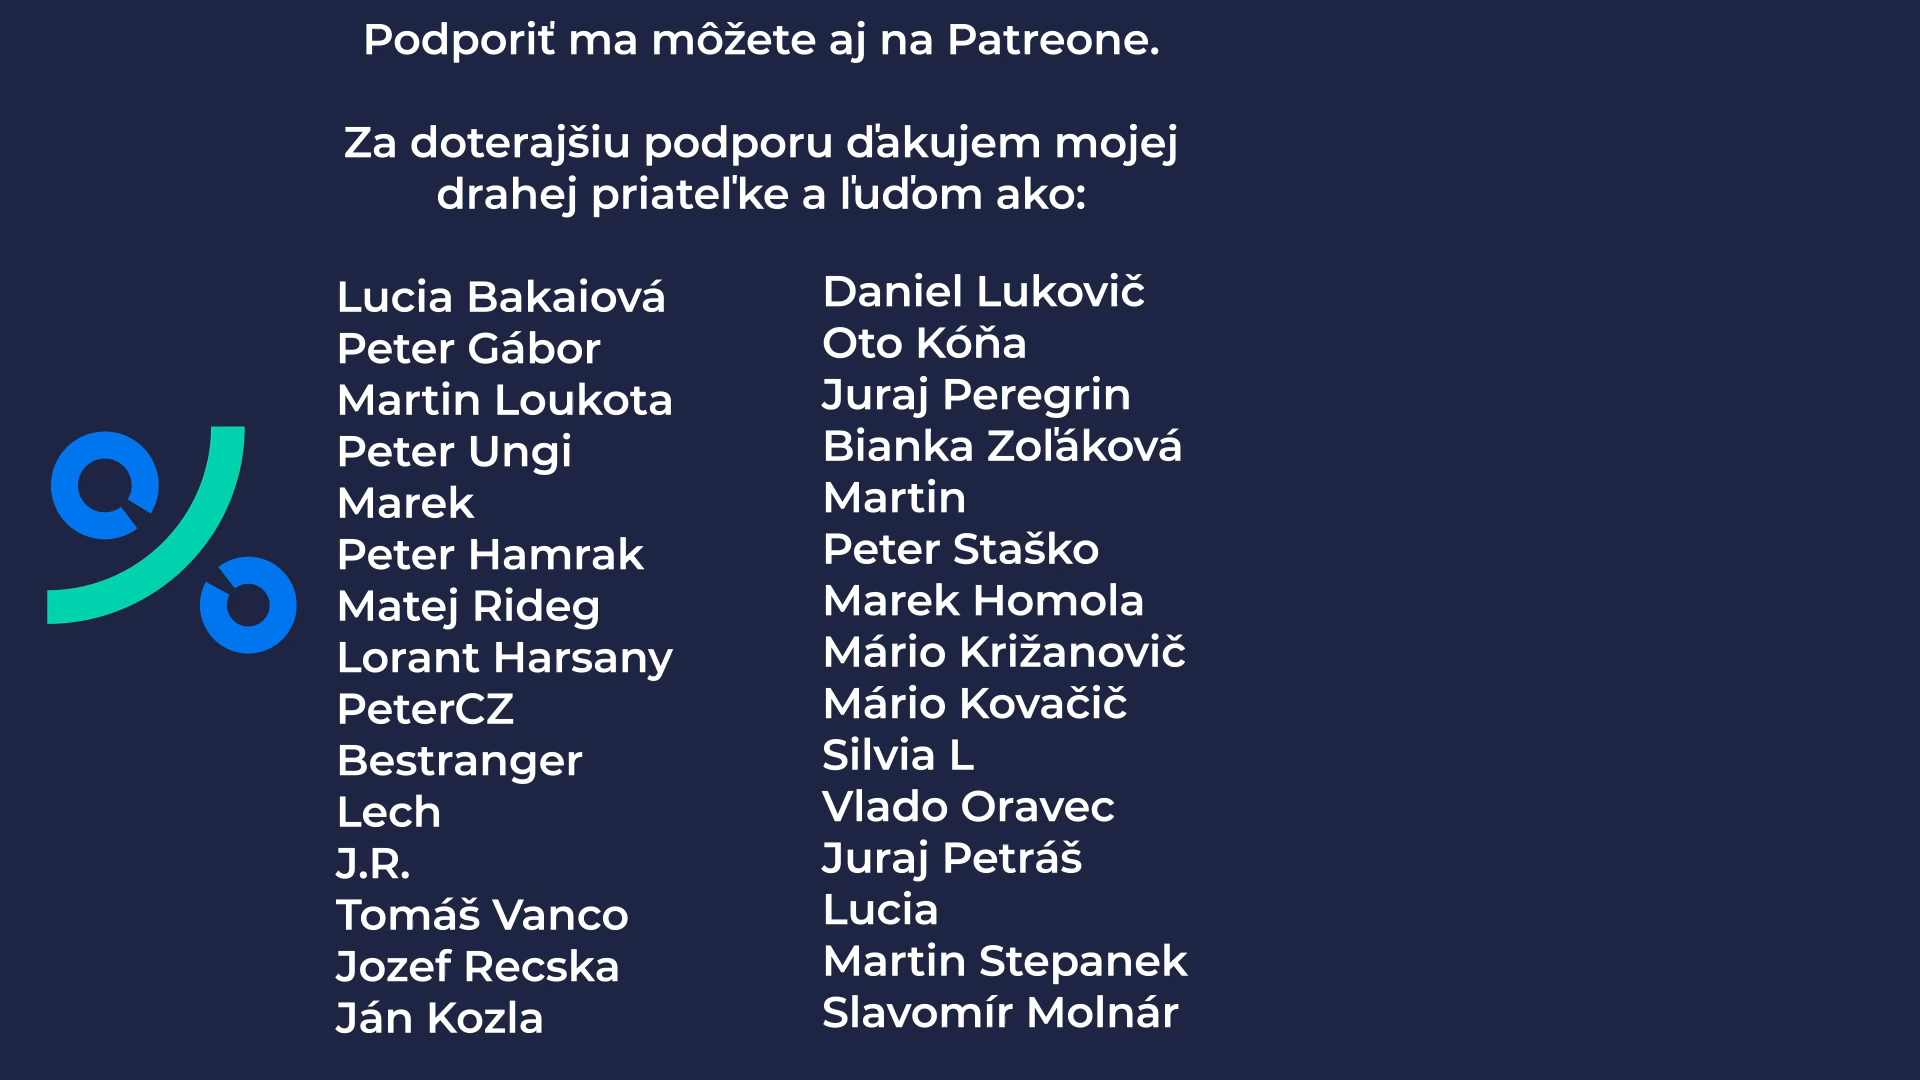 Podporiť ma môžete aj na Patreone.
Za doterajšiu podporu ďakujem mojej
drahej priateľke a ľuďom ako:
Lucia Bakaiová
Peter Gábor
Martin Loukota
Peter Ungi
Marek
Peter Hamrak
Matej Rideg
Lorant Harsany
PeterCZ
Bestranger
Lech
J.R.
Tomáš Vanco
Jozef Recska
Ján Kozla
Daniel Lukovič
Oto Kóňa
Juraj Peregrin
Bianka Zoľáková
Martin
Peter Staško
Marek Homola
Mário Križanovič
Mário Kovačič
Silvia L
Vlado Oravec
Juraj Petráš
Lucia
Martin Stepanek
Slavomír Molnár